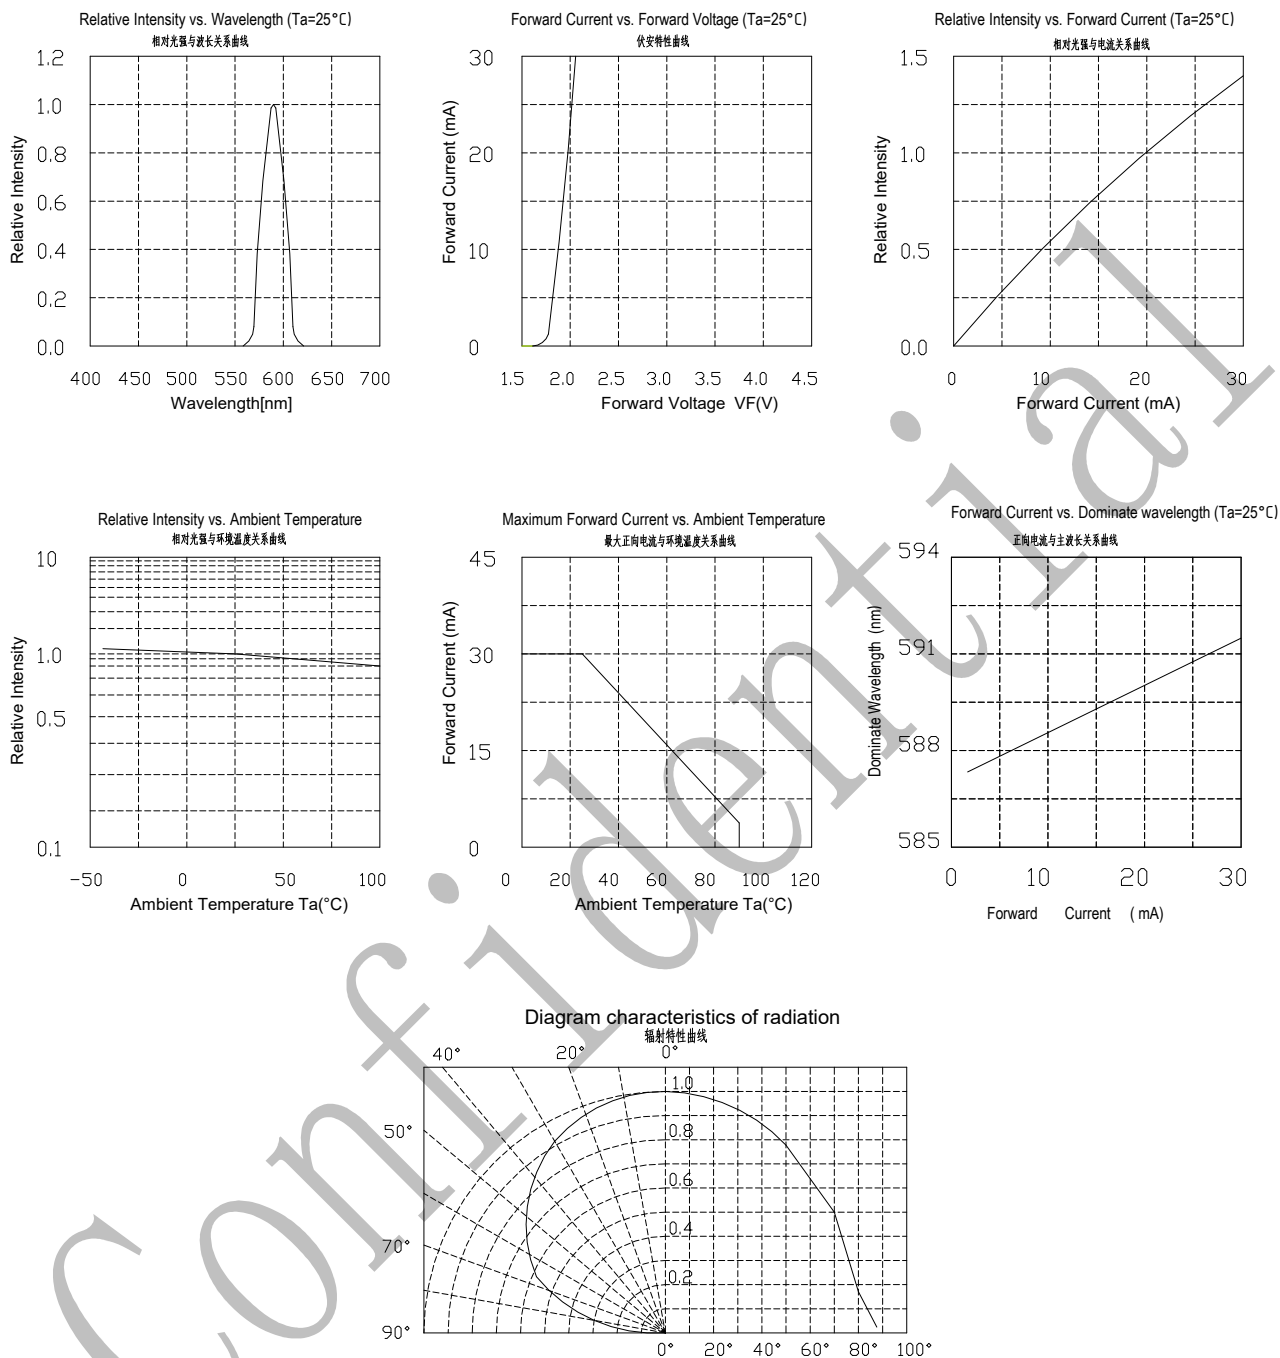 Relative Intensity vs. Wavelength (Ta=25°C)
相对光强与波长关系曲线
1.2
1.0
0.8
0.6
0.4
0.2
0.0
Relative Intensity
400 450 500 550 600 650 700
Wavelength[nm]
Forward Current vs. Forward Voltage (Ta=25°C)
伏安特性曲线
30
20
10
0
Forward Current (mA)
1.5 2.0 2.5 3.0 3.5 4.0 4.5
Forward Voltage VF(V)
Relative Intensity vs. Forward Current (Ta=25°C)
相对光强与电流关系曲线
1.5
1.0
0.5
0.0
Relative Intensity
0 10 20 30
Forward Current (mA)
Relative Intensity vs. Ambient Temperature
相对光强与环境温度关系曲线
10
1.0
0.5
0.1
Relative Intensity
-50 0 50 100
Ambient Temperature Ta(°C)
Maximum Forward Current vs. Ambient Temperature
最大正向电流与环境温度关系曲线
45
30
15
0
Forward Current (mA)
0 20 40 60 80 100 120
Ambient Temperature Ta(°C)
Forward Current vs. Dominate wavelength (Ta=25°C)
正向电流与主波长关系曲线
594
591
588
585
Dominate Wavelength (nm)
0 10 20 30
Forward Current ( mA)
Diagram characteristics of radiation
辐射特性曲线
40° 20° 0°
50°
70°
90°
1.0
0.8
0.6
0.4
0.2
0° 20° 40° 60° 80° 100°
Confidential